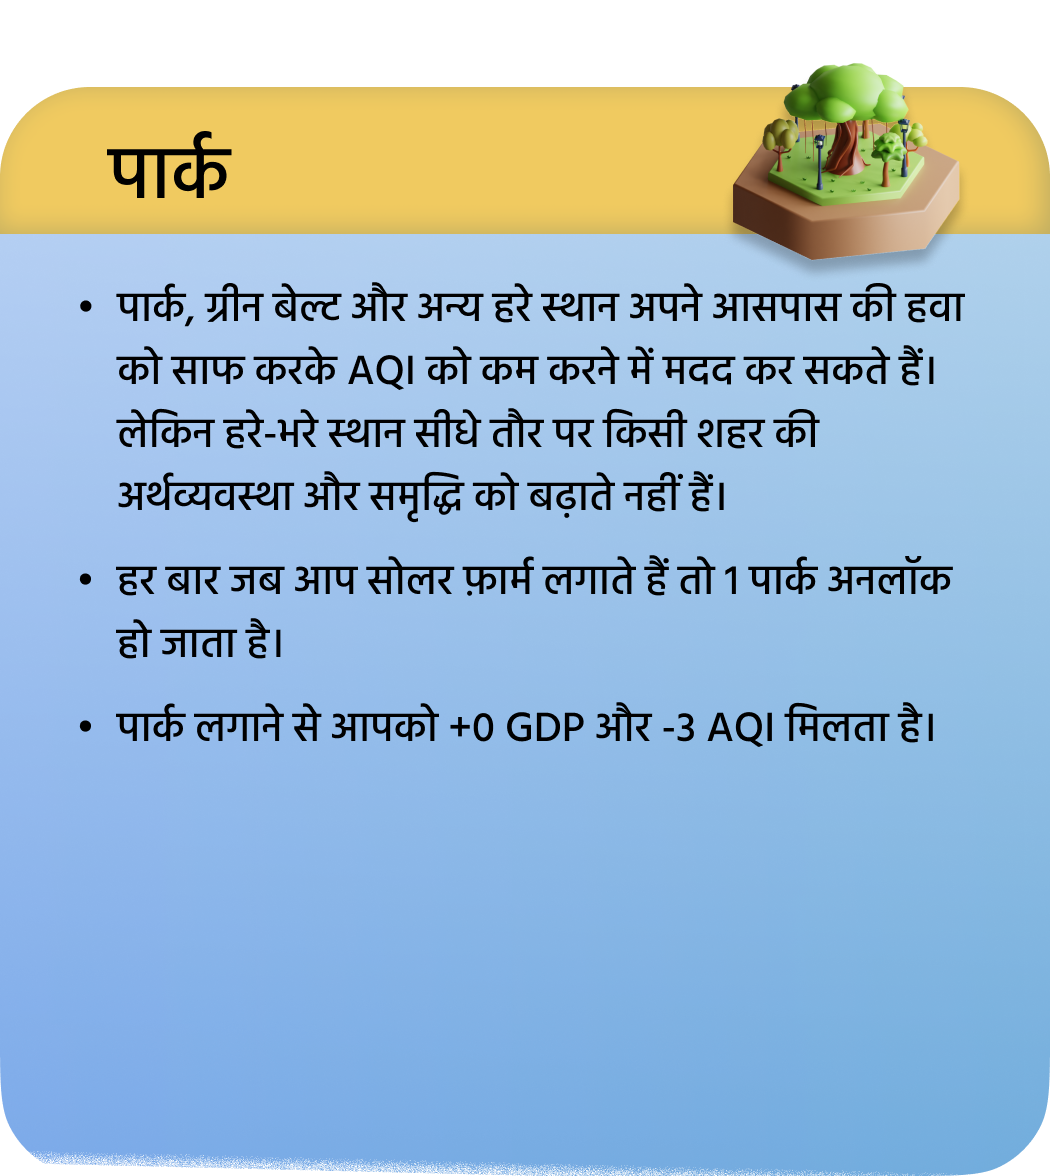 पार्क
• पार्क, ग्रीन बेल्ट और अन्य हरे स्थान अपने आसपास की हवा
को साफ करके AQI को कम करने में मदद कर सकते हैं।
लेकिन हरे-भरे स्थान सीधे तौर पर किसी शहर की
अर्थव्यवस्था और समृद्धि को बढ़ाते नहीं हैं।
• हर बार जब आप सोलर फ़ार्म लगाते हैं तो 1 पार्क अनलॉक
हो जाता है।
• पार्क लगाने से आपको +0 GDP और -3 AQI मिलता है।